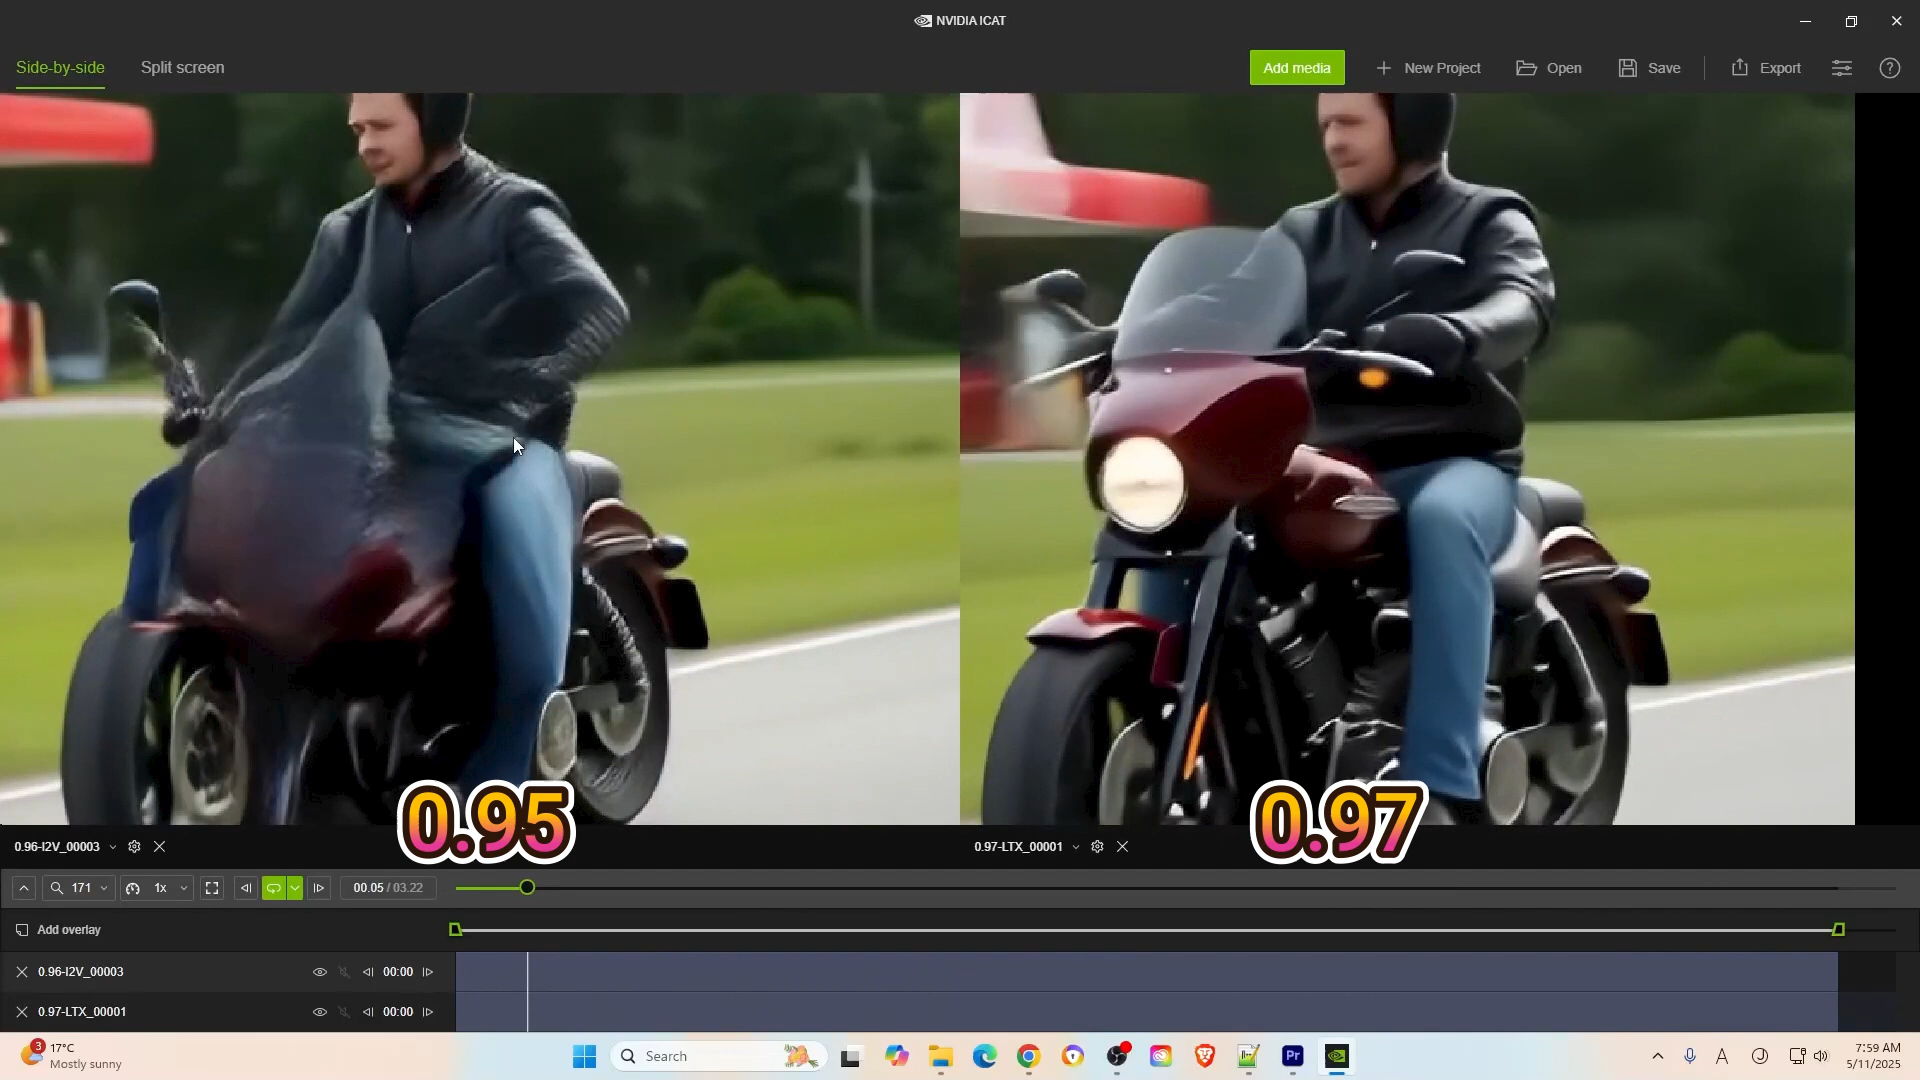 NVIDIA ICAT
Side-by-side
Split screen
Add media
New Project
Open
Save
Export
0.95
0.97
0.96-I2V_00003
0.97-LTX_00001
171
1x
00.05 / 03.22
Add overlay
0.96-I2V_00003
00:00
0.97-LTX_00001
00:00
3
17°C
Mostly sunny
Search
Pr
A
7:59 AM
5/11/2025